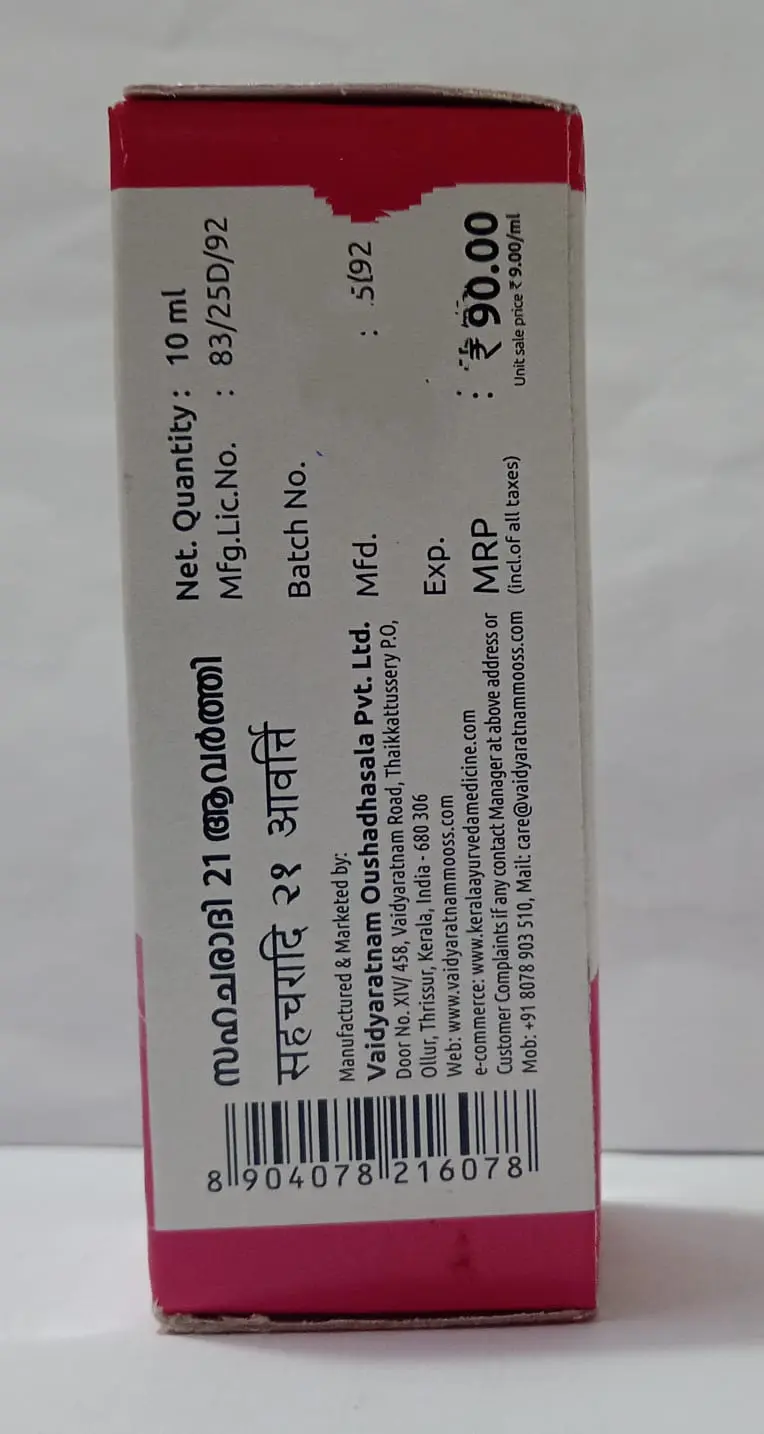 സഹചരാദി 21 ആവർത്തി
सहचरादि २१ आवर्त्ति
Manufactured & Marketed by:
Vaidyaratnam Oushadhasala Pvt. Ltd.
Door No. XIV/ 458, Vaidyaratnam Road, Thaikkattussery P.O,
Ollur, Thrissur, Kerala, India - 680 306
Web: www.vaidyaratnammooss.com
e-commerce: www.keralaayurvedamedicine.com
Customer Complaints if any contact Manager at above address or
Mob: +91 8078 903 510, Mail: care@vaidyaratnammooss.com
Net. Quantity : 10 ml
Mfg.Lic.No. : 83/25D/92
Batch No.
Mfd. :
Exp.
MRP : ₹ 90.00
(incl.of all taxes) Unit sale price ₹ 9.00/ml
8 904078 216078